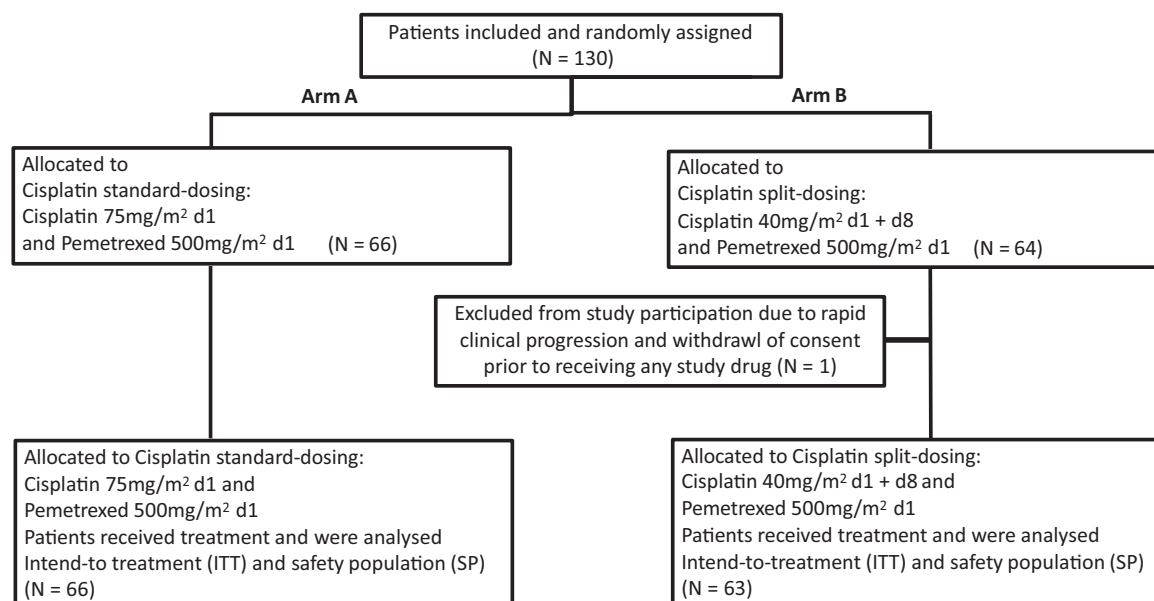 Patients included and randomly assigned
(N = 130)
Arm A
Arm B
Allocated to
Cisplatin standard-dosing:
Cisplatin 75mg/m² d1
and Pemetrexed 500mg/m² d1 (N = 66)
Allocated to
Cisplatin split-dosing:
Cisplatin 40mg/m² d1 + d8
and Pemetrexed 500mg/m² d1 (N = 64)
Excluded from study participation due to rapid
clinical progression and withdrawl of consent
prior to receiving any study drug (N = 1)
Allocated to Cisplatin standard-dosing:
Cisplatin 75mg/m² d1 and
Pemetrexed 500mg/m² d1
Patients received treatment and were analysed
Intend-to treatment (ITT) and safety population (SP)
(N = 66)
Allocated to Cisplatin split-dosing:
Cisplatin 40mg/m² d1 + d8 and
Pemetrexed 500mg/m² d1
Patients received treatment and were analysed
Intend-to-treatment (ITT) and safety population (SP)
(N = 63)